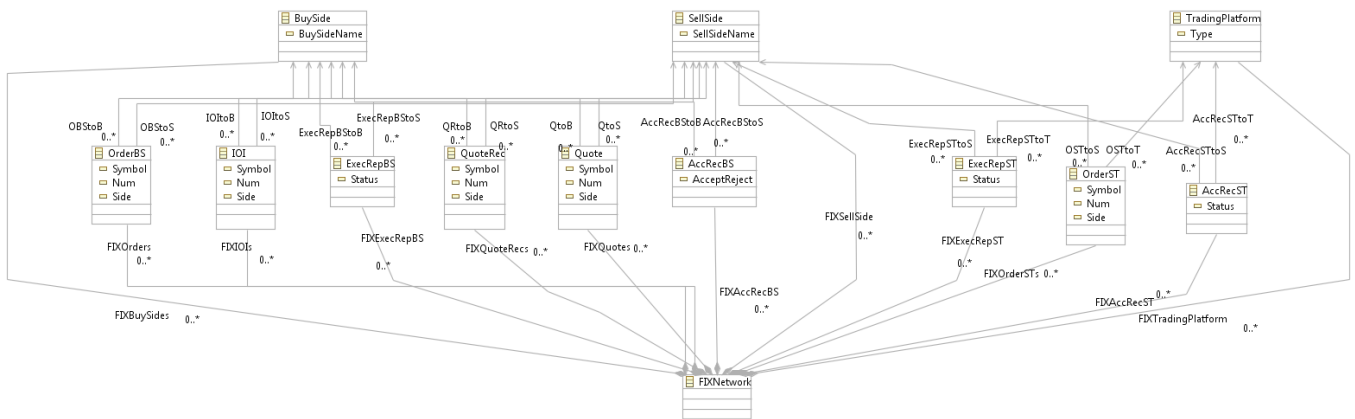 BuySide
BuySideName
SellSide
SellSideName
TradingPlatform
Type
OBStoB
0..*
OBStoS
0..*
IOItoB
0..*
IOItoS
0..*
ExecRepBStoB
0..*
ExecRepBStoS
0..*
QRtoB
0..*
QRtoS
0..*
QtoB
0..*
QtoS
0..*
AccRecBStoB
0..*
AccRecBStoS
0..*
ExecRepSTtoS
0..*
ExecRepSTtoT
0..*
OSTtoS
0..*
OSTtoT
0..*
AccRecSTtoT
0..*
AccRecSTtoS
0..*
OrderBS
Symbol
Num
Side
IOI
Symbol
Num
Side
ExecRepBS
Status
QuoteRec
Symbol
Num
Side
Quote
Symbol
Num
Side
AccRecBS
AcceptReject
ExecRepST
Status
OrderST
Symbol
Num
Side
AccRecST
Status
FIXOrders
0..*
FIXIOIs
0..*
FIXExecRepBS
0..*
FIXQuoteRecs
0..*
FIXQuotes
0..*
FIXAccRecBS
0..*
FIXSellSide
0..*
FIXExecRepST
0..*
FIXOrderSTs
0..*
FIXAccRecST
0..*
FIXBuySides
0..*
FIXTradingPlatform
0..*
FIXNetwork